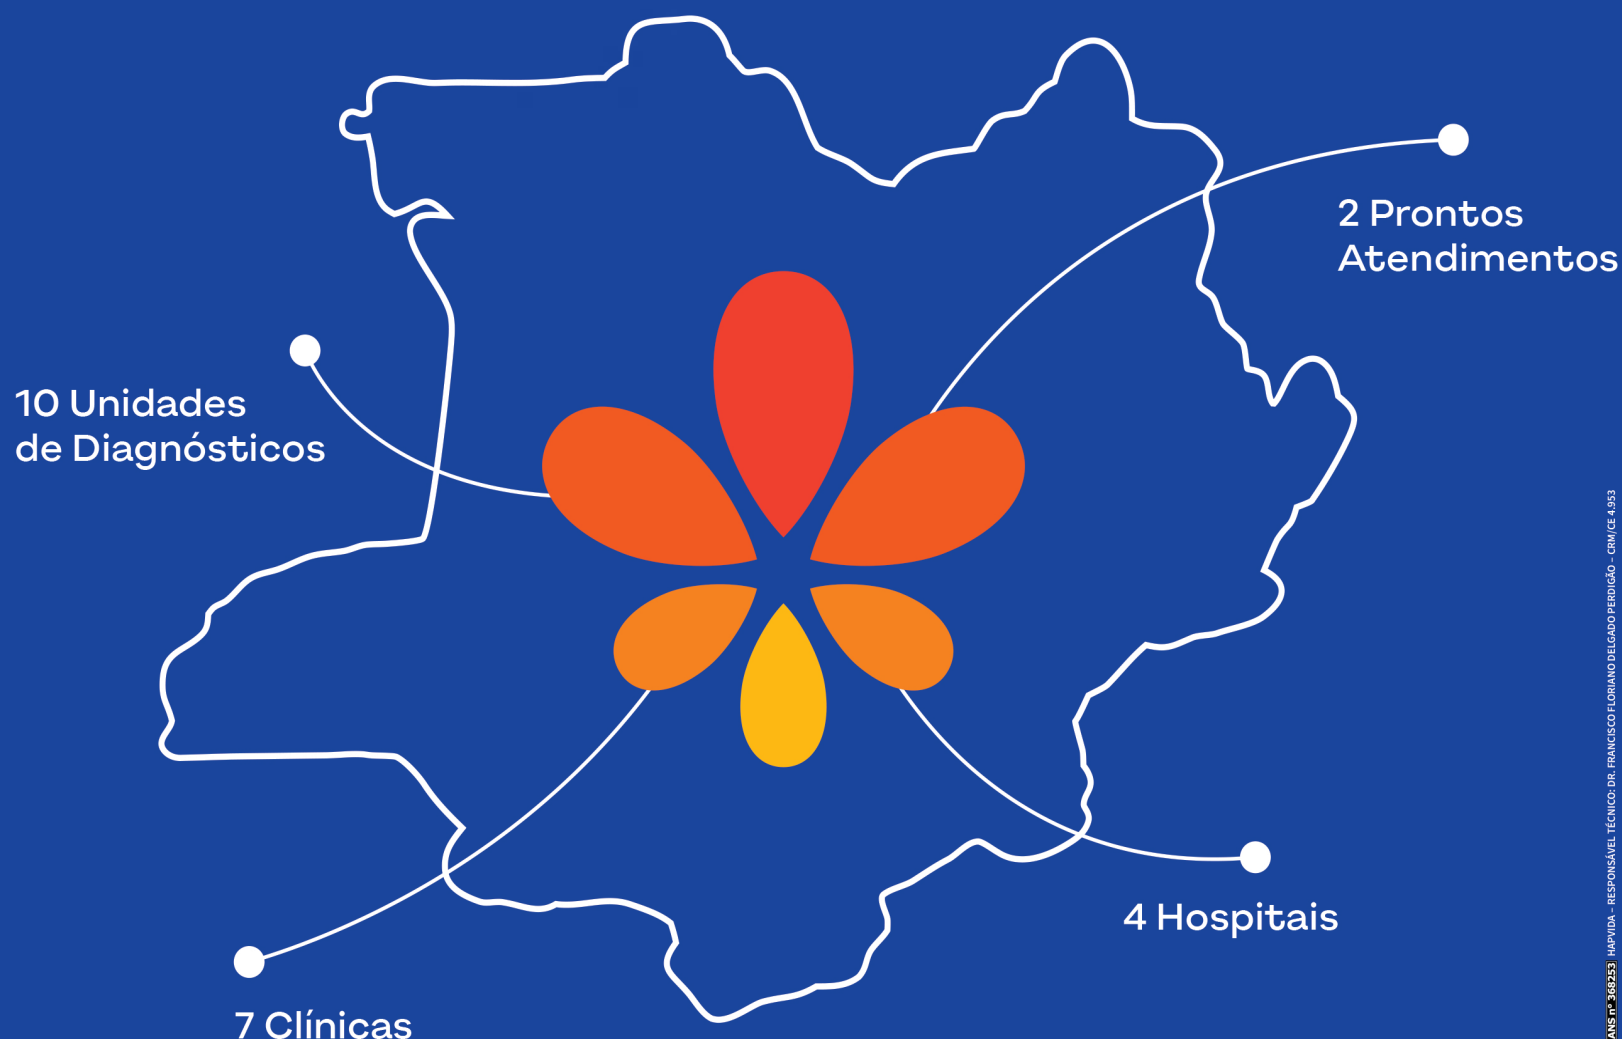 2 Prontos
Atendimentos
10 Unidades
de Diagnósticos
4 Hospitais
7 Clínicas
ANS nº 368253 HAPVIDA – RESPONSÁVEL TÉCNICO: DR. FRANCISCO FLORIANO DELGADO PERDIGÃO – CRM/CE 4.953